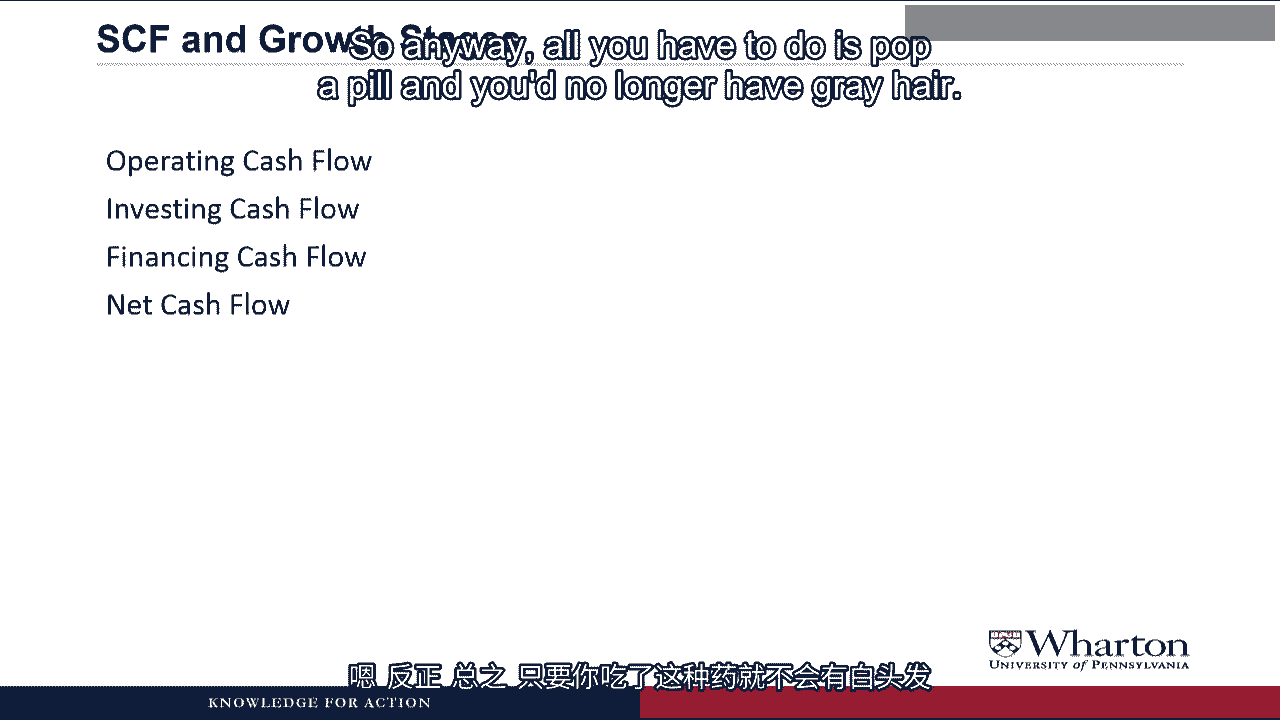 SCF and Growth Stages
So anyway, all you have to do is pop
a pill and you'd no longer have gray hair.
Operating Cash Flow
Investing Cash Flow
Financing Cash Flow
Net Cash Flow
Wharton
UNIVERSITY of PENNSYLVANIA
嗯 反正 总之 只要你吃了这种药就不会有白头发
KNOWLEDGE FOR ACTION